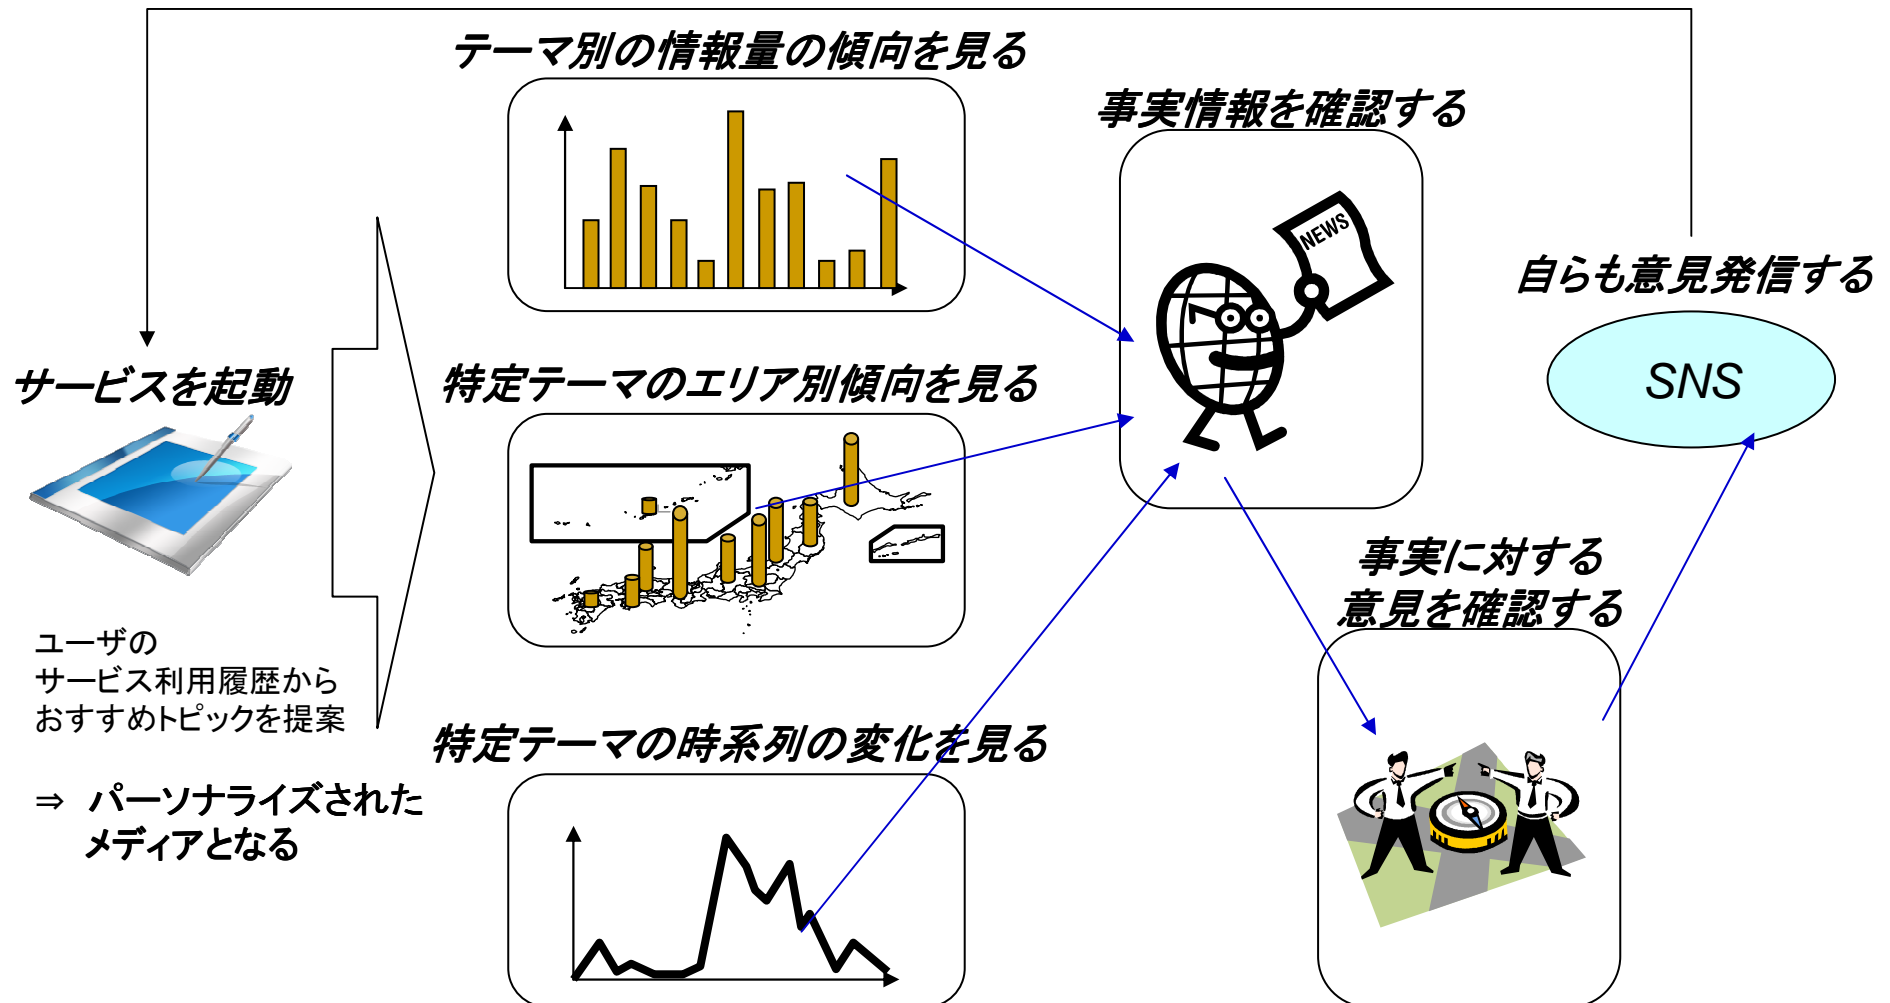 テーマ別の情報量の傾向を見る
事実情報を確認する
NEWS
自らも意見発信する
SNS
サービスを起動
特定テーマのエリア別傾向を見る
事実に対する
意見を確認する
ユーザの
サービス利用履歴から
おすすめトピックを提案
特定テーマの時系列の変化を見る
⇒ パーソナライズされた
メディアとなる